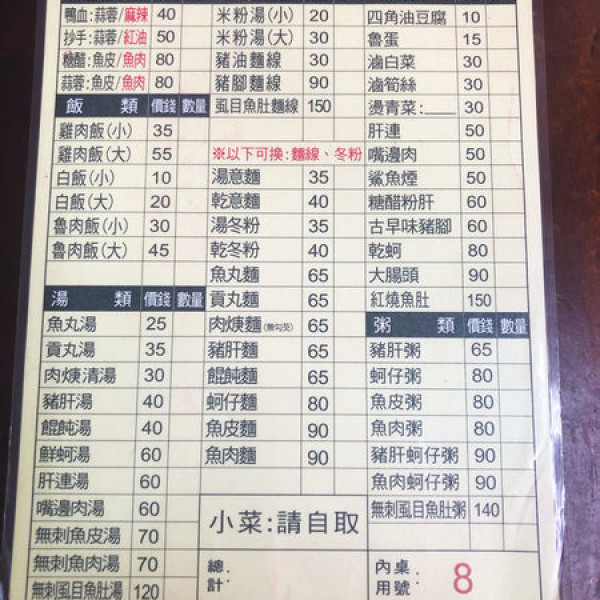 鴨血:蒜蓉/麻辣 40
抄手:蒜蓉/紅油 50
糖醋:魚皮/魚肉 80
蒜蓉:魚皮/魚肉 80
飯 類 價錢 數量
雞肉飯(小) 35
雞肉飯(大) 55
白飯(小) 10
白飯(大) 20
魯肉飯(小) 30
魯肉飯(大) 45
湯 類 價錢 數量
魚丸湯 25
貢丸湯 35
肉焿清湯 30
豬肝湯 40
餛飩湯 40
鮮蚵湯 60
肝連湯 60
嘴邊肉湯 60
無刺魚皮湯 70
無刺魚肉湯 70
無刺虱目魚肚湯 120
米粉湯(小) 20
米粉湯(大) 30
豬油麵線 30
豬腳麵線 90
虱目魚肚麵線 150
※以下可換:麵線、冬粉
湯意麵 35
乾意麵 40
湯冬粉 35
乾冬粉 40
魚丸麵 65
貢丸麵 65
肉焿麵(無勾芡) 65
豬肝麵 65
餛飩麵 65
蚵仔麵 80
魚皮麵 90
魚肉麵 90
四角油豆腐 10
魯蛋 15
滷白菜 30
滷筍絲 30
燙青菜:____ 30
肝連 50
嘴邊肉 50
鯊魚煙 50
糖醋粉肝 60
古早味豬腳 60
乾蚵 80
大腸頭 90
紅燒魚肚 150
粥 類 價錢 數量
豬肝粥 65
蚵仔粥 80
魚皮粥 80
魚肉粥 80
豬肝蚵仔粥 90
魚肉蚵仔粥 90
無刺虱目魚肚粥 140
小菜:請自取
總計:
內用 桌號: 8